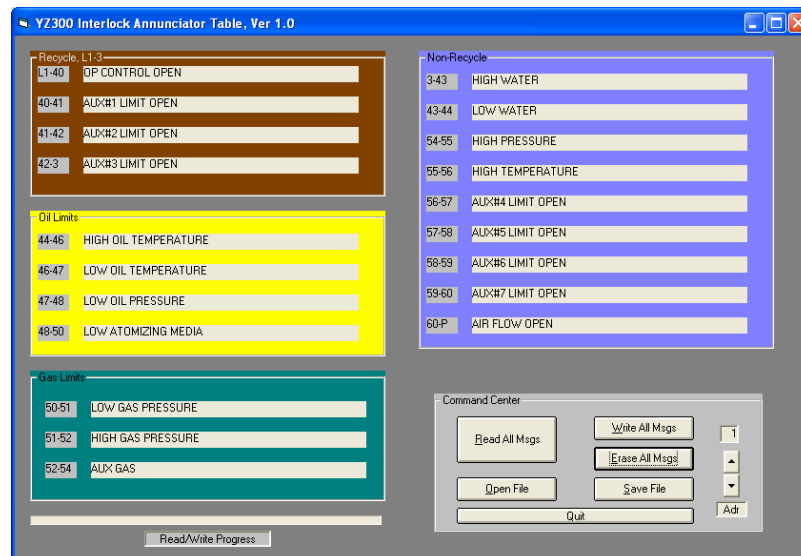 YZ300 Interlock Annunciator Table, Ver 1.0
Recycle, L1-3
L1-40 OP CONTROL OPEN
40-41 AUX#1 LIMIT OPEN
41-42 AUX#2 LIMIT OPEN
42-3 AUX#3 LIMIT OPEN
Oil Limits
44-46 HIGH OIL TEMPERATURE
46-47 LOW OIL TEMPERATURE
47-48 LOW OIL PRESSURE
48-50 LOW ATOMIZING MEDIA
Gas Limits
50-51 LOW GAS PRESSURE
51-52 HIGH GAS PRESSURE
52-54 AUX GAS
Read/Write Progress
Non-Recycle
3-43 HIGH WATER
43-44 LOW WATER
54-55 HIGH PRESSURE
55-56 HIGH TEMPERATURE
56-57 AUX#4 LIMIT OPEN
57-58 AUX#5 LIMIT OPEN
58-59 AUX#6 LIMIT OPEN
59-60 AUX#7 LIMIT OPEN
60-P AIR FLOW OPEN
Command Center
Read All Msgs
Write All Msgs
1
Erase All Msgs
Open File
Save File
Adr
Quit